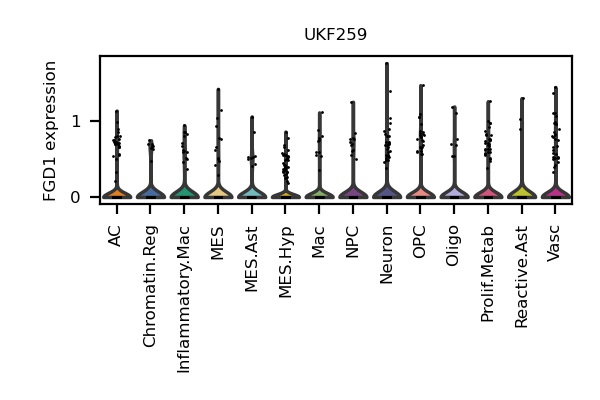 UKF259
FGD1 expression
1
0
AC
Chromatin.Reg
Inflammatory.Mac
MES
MES.Ast
MES.Hyp
Mac
NPC
Neuron
OPC
Oligo
Prolif.Metab
Reactive.Ast
Vasc